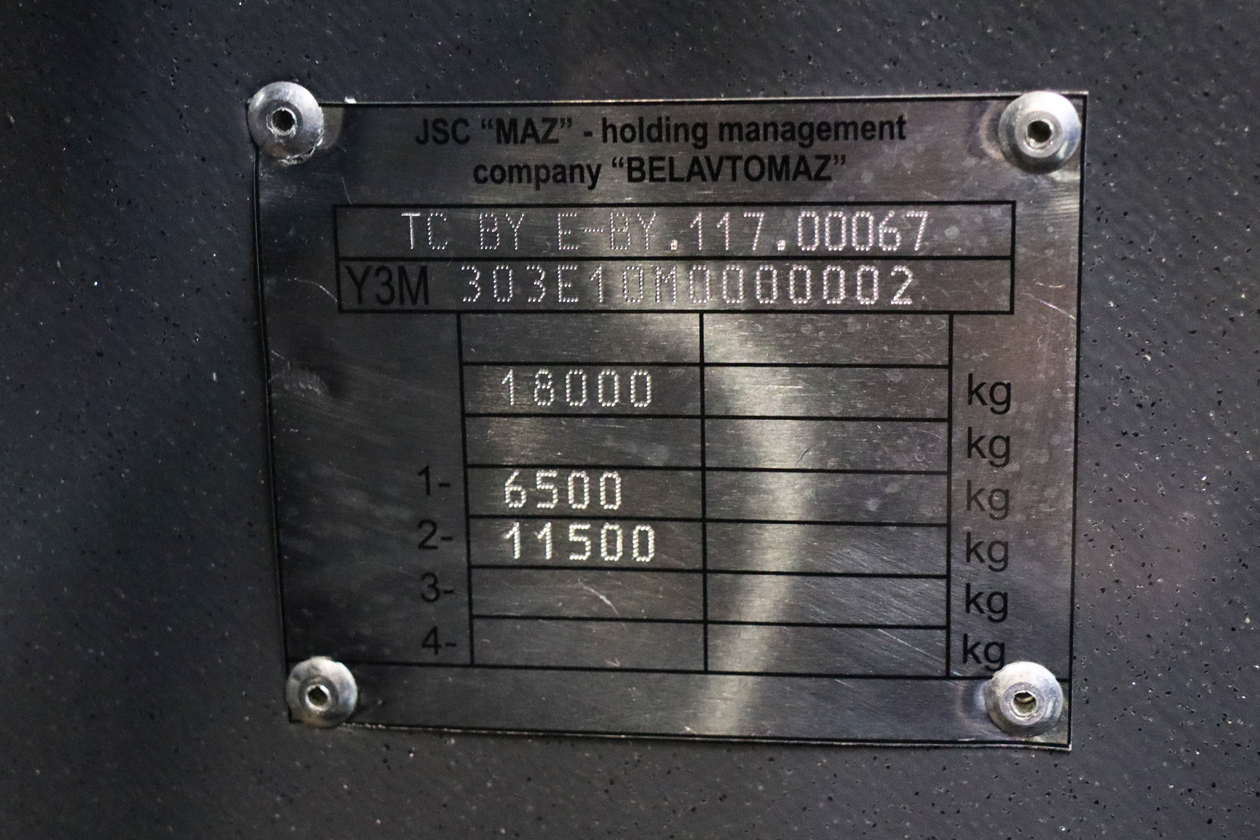 JSC “MAZ” - holding management
company “BELAVTOMAZ”
TC BY E-BY.117.00067
Y3M 303E10M0000002
18000 kg
kg
1- 6500 kg
2- 11500 kg
3- kg
4- kg